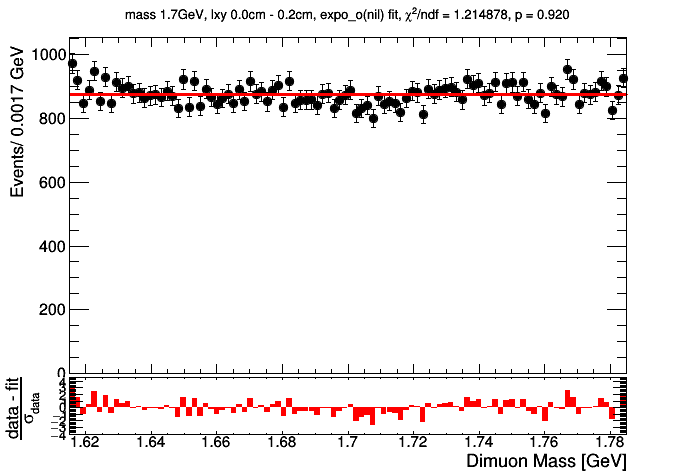 mass 1.7GeV, lxy 0.0cm - 0.2cm, expo_o(nil) fit, χ²/ndf = 1.214878, p = 0.920
Events/ 0.0017 GeV
1000
800
600
400
200
0
data - fit
σdata
4
3
2
1
0
−1
−2
−3
−4
1.62 1.64 1.66 1.68 1.7 1.72 1.74 1.76 1.78
Dimuon Mass [GeV]